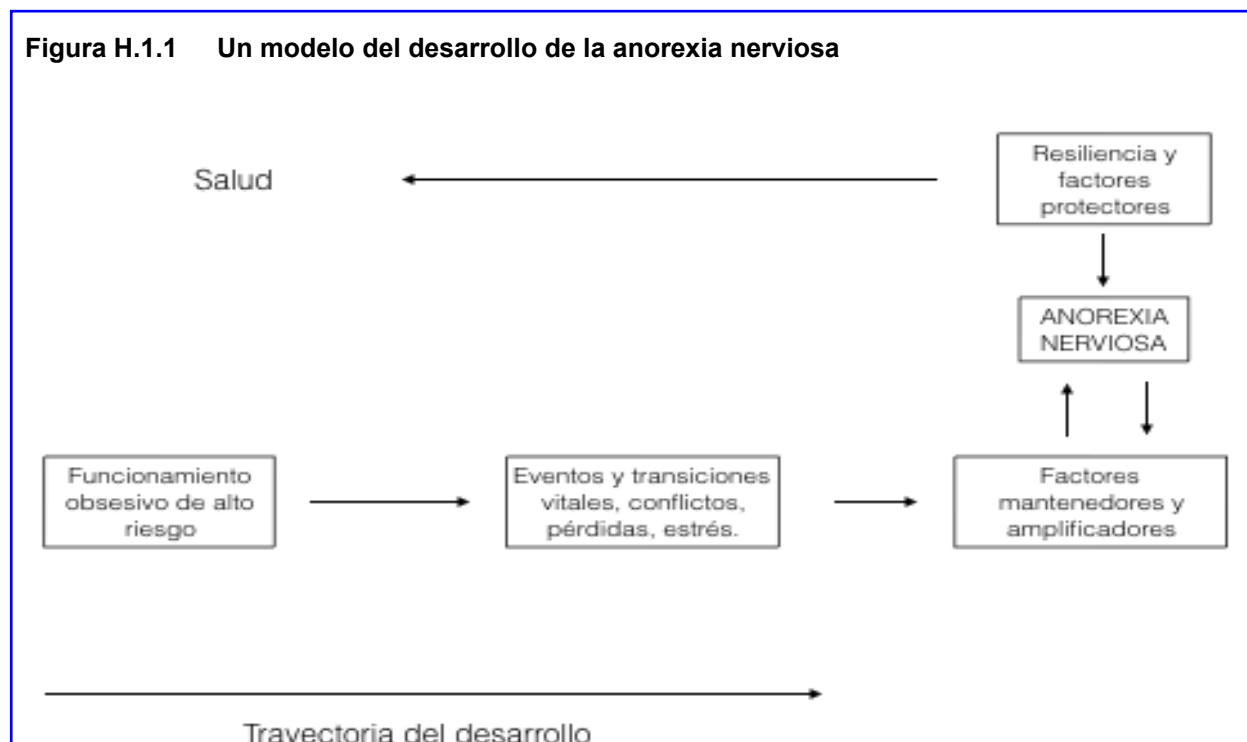 Figura H.1.1 Un modelo del desarrollo de la anorexia nerviosa
Resiliencia y
factores
protectores
Salud
ANOREXIA
NERVIOSA
Funcionamiento
obsesivo de alto
riesgo
Eventos y transiciones
vitales, conflictos,
pérdidas, estrés.
Factores
mantenedores y
amplificadores
Trayectoria del desarrollo